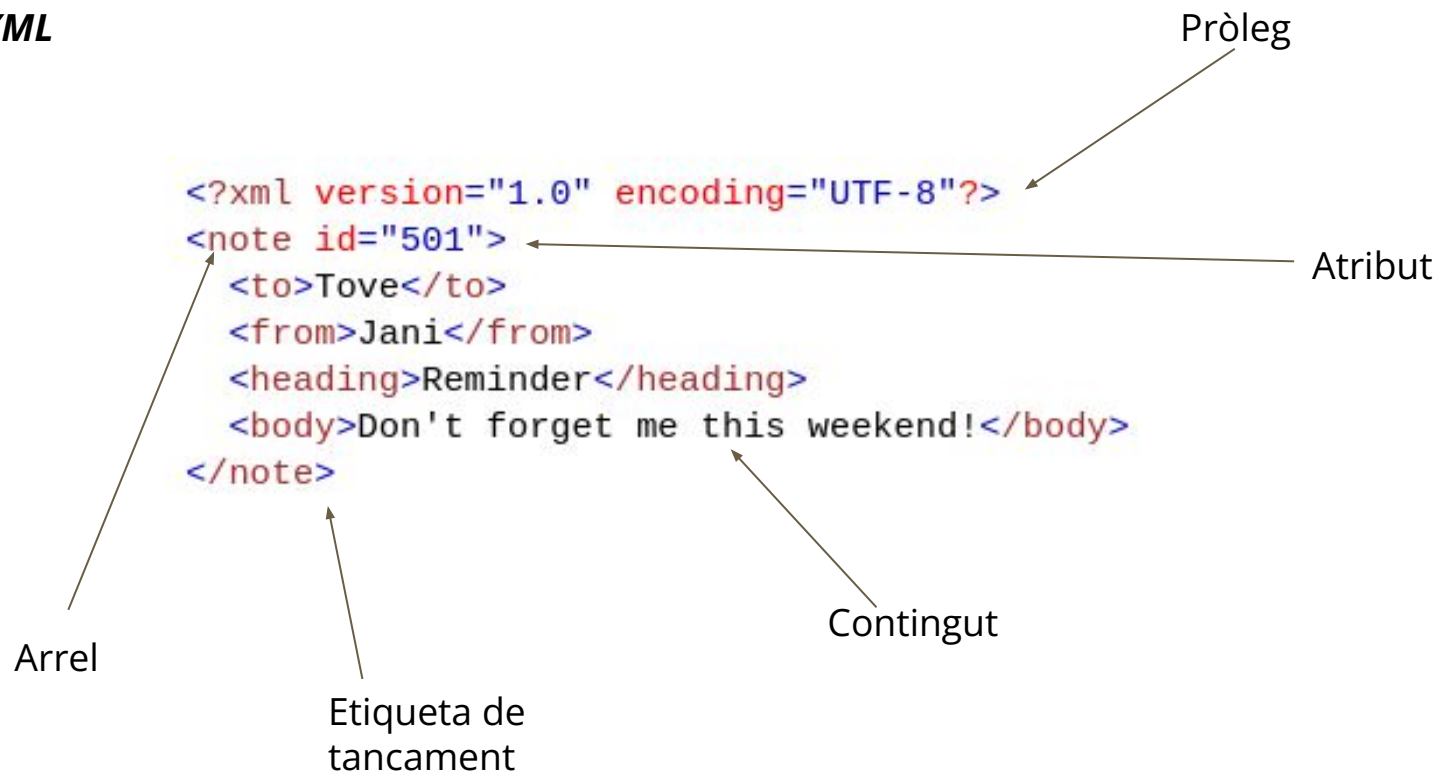 Pròleg
<?xml version="1.0" encoding="UTF-8"?>
<note id="501">
Atribut
<to>Tove</to>
<from>Jani</from>
<heading>Reminder</heading>
<body>Don't forget me this weekend!</body>
</note>
Contingut
Arrel
Etiqueta de
tancament